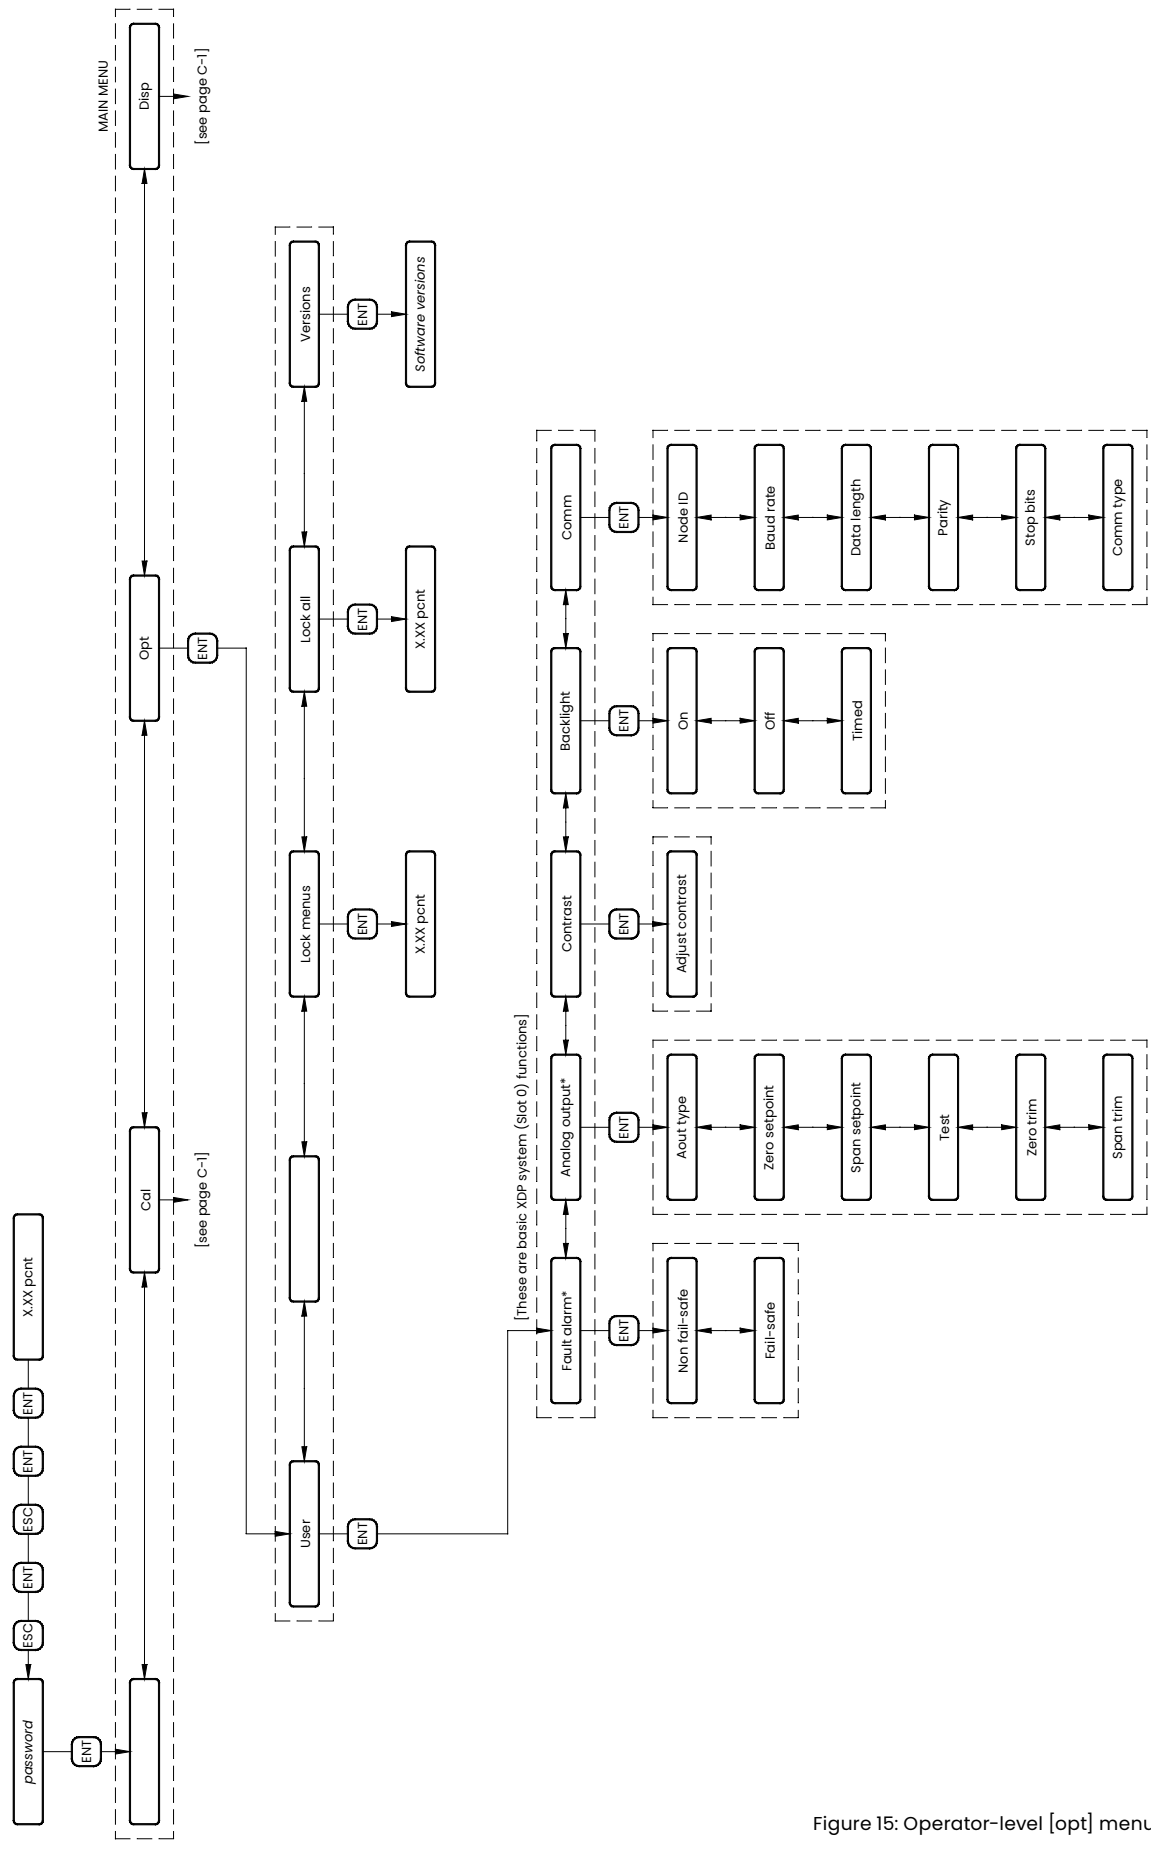 X.XX pcnt
ENT
ENT
ESC
ENT
ESC
password
ENT
MAIN MENU
Cal
Opt
Disp
[see page C-1]
[see page C-1]
ENT
User
Lock menus
Lock all
Versions
ENT
ENT
ENT
ENT
X.XX pcnt
X.XX pcnt
Software versions
[These are basic XDP system (Slot 0) functions]
Fault alarm*
Analog output*
Contrast
Backlight
Comm
ENT
ENT
ENT
ENT
ENT
Non fail-safe
Fail-safe
Aout type
Zero setpoint
Span setpoint
Test
Zero trim
Span trim
Adjust contrast
On
Off
Timed
Node ID
Baud rate
Data length
Parity
Stop bits
Comm type
Figure 15: Operator-level [opt] menu